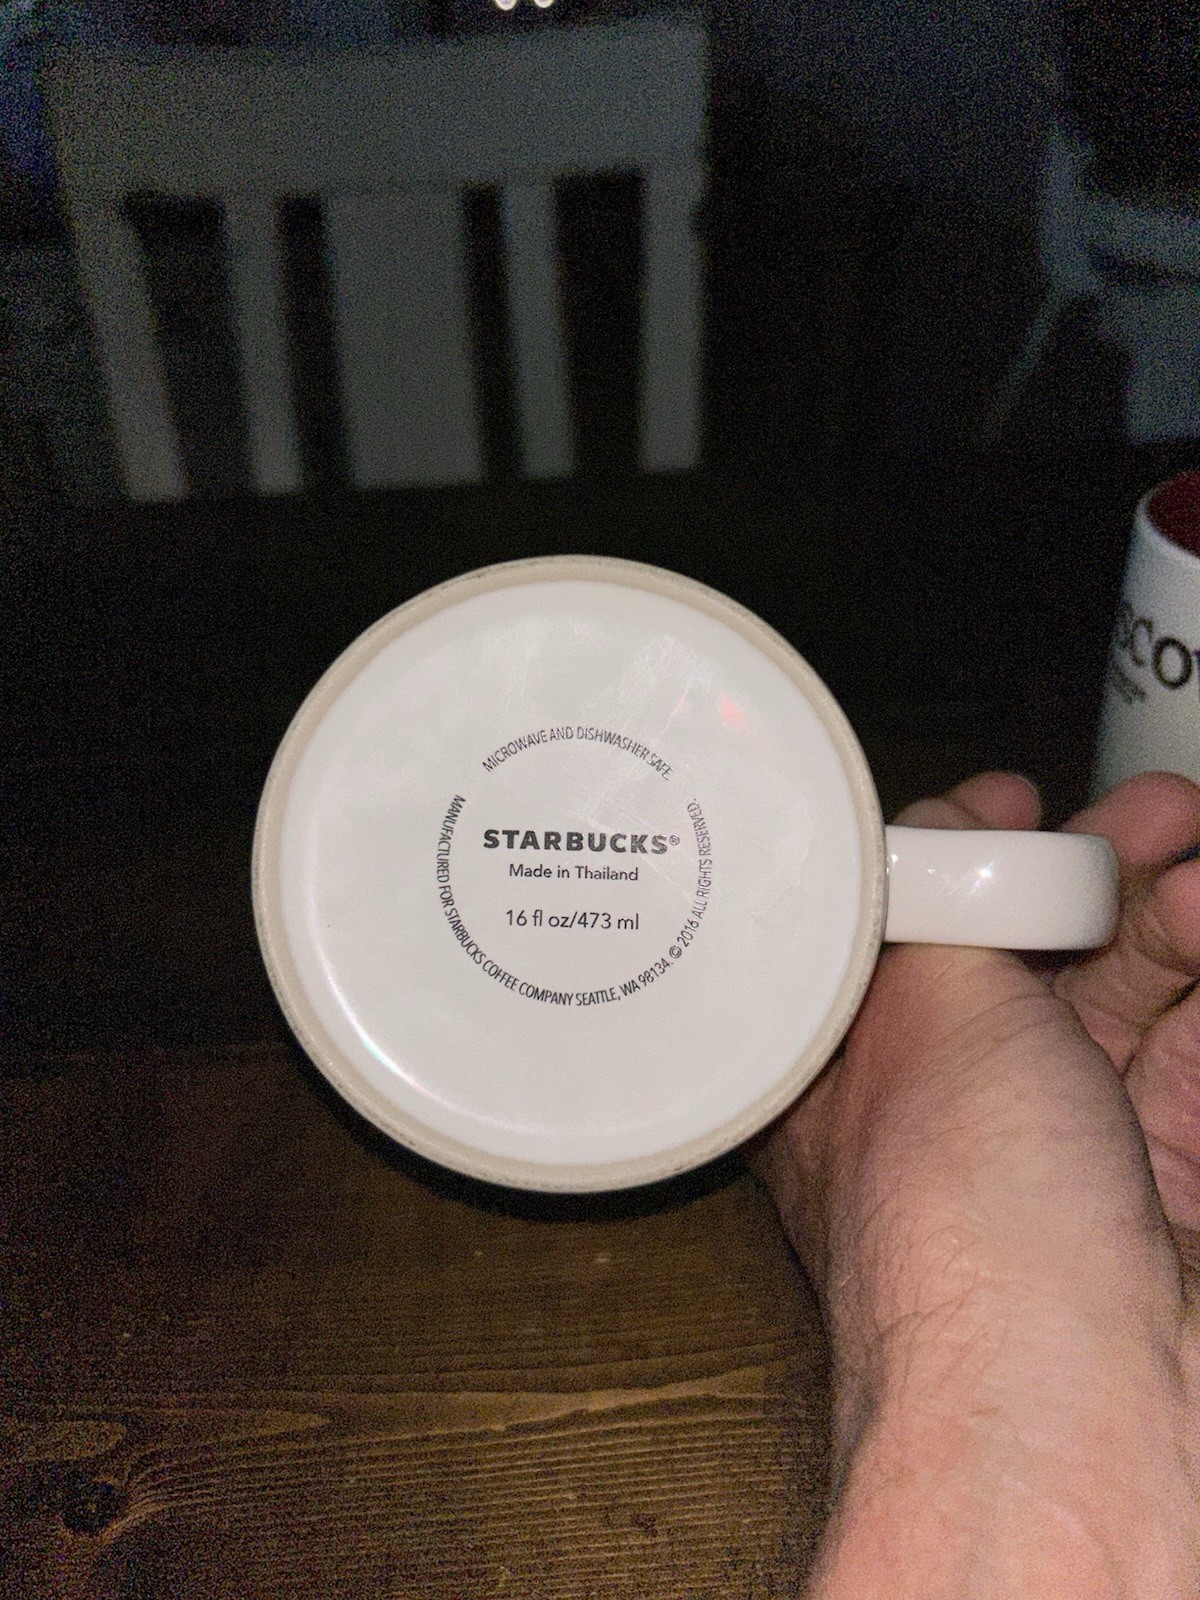 MICROWAVE AND DISHWASHER SAFE.
STARBUCKS®
Made in Thailand
16 fl oz/473 ml
MANUFACTURED FOR STARBUCKS COFFEE COMPANY SEATTLE, WA 98134. © 2016 ALL RIGHTS RESERVED.